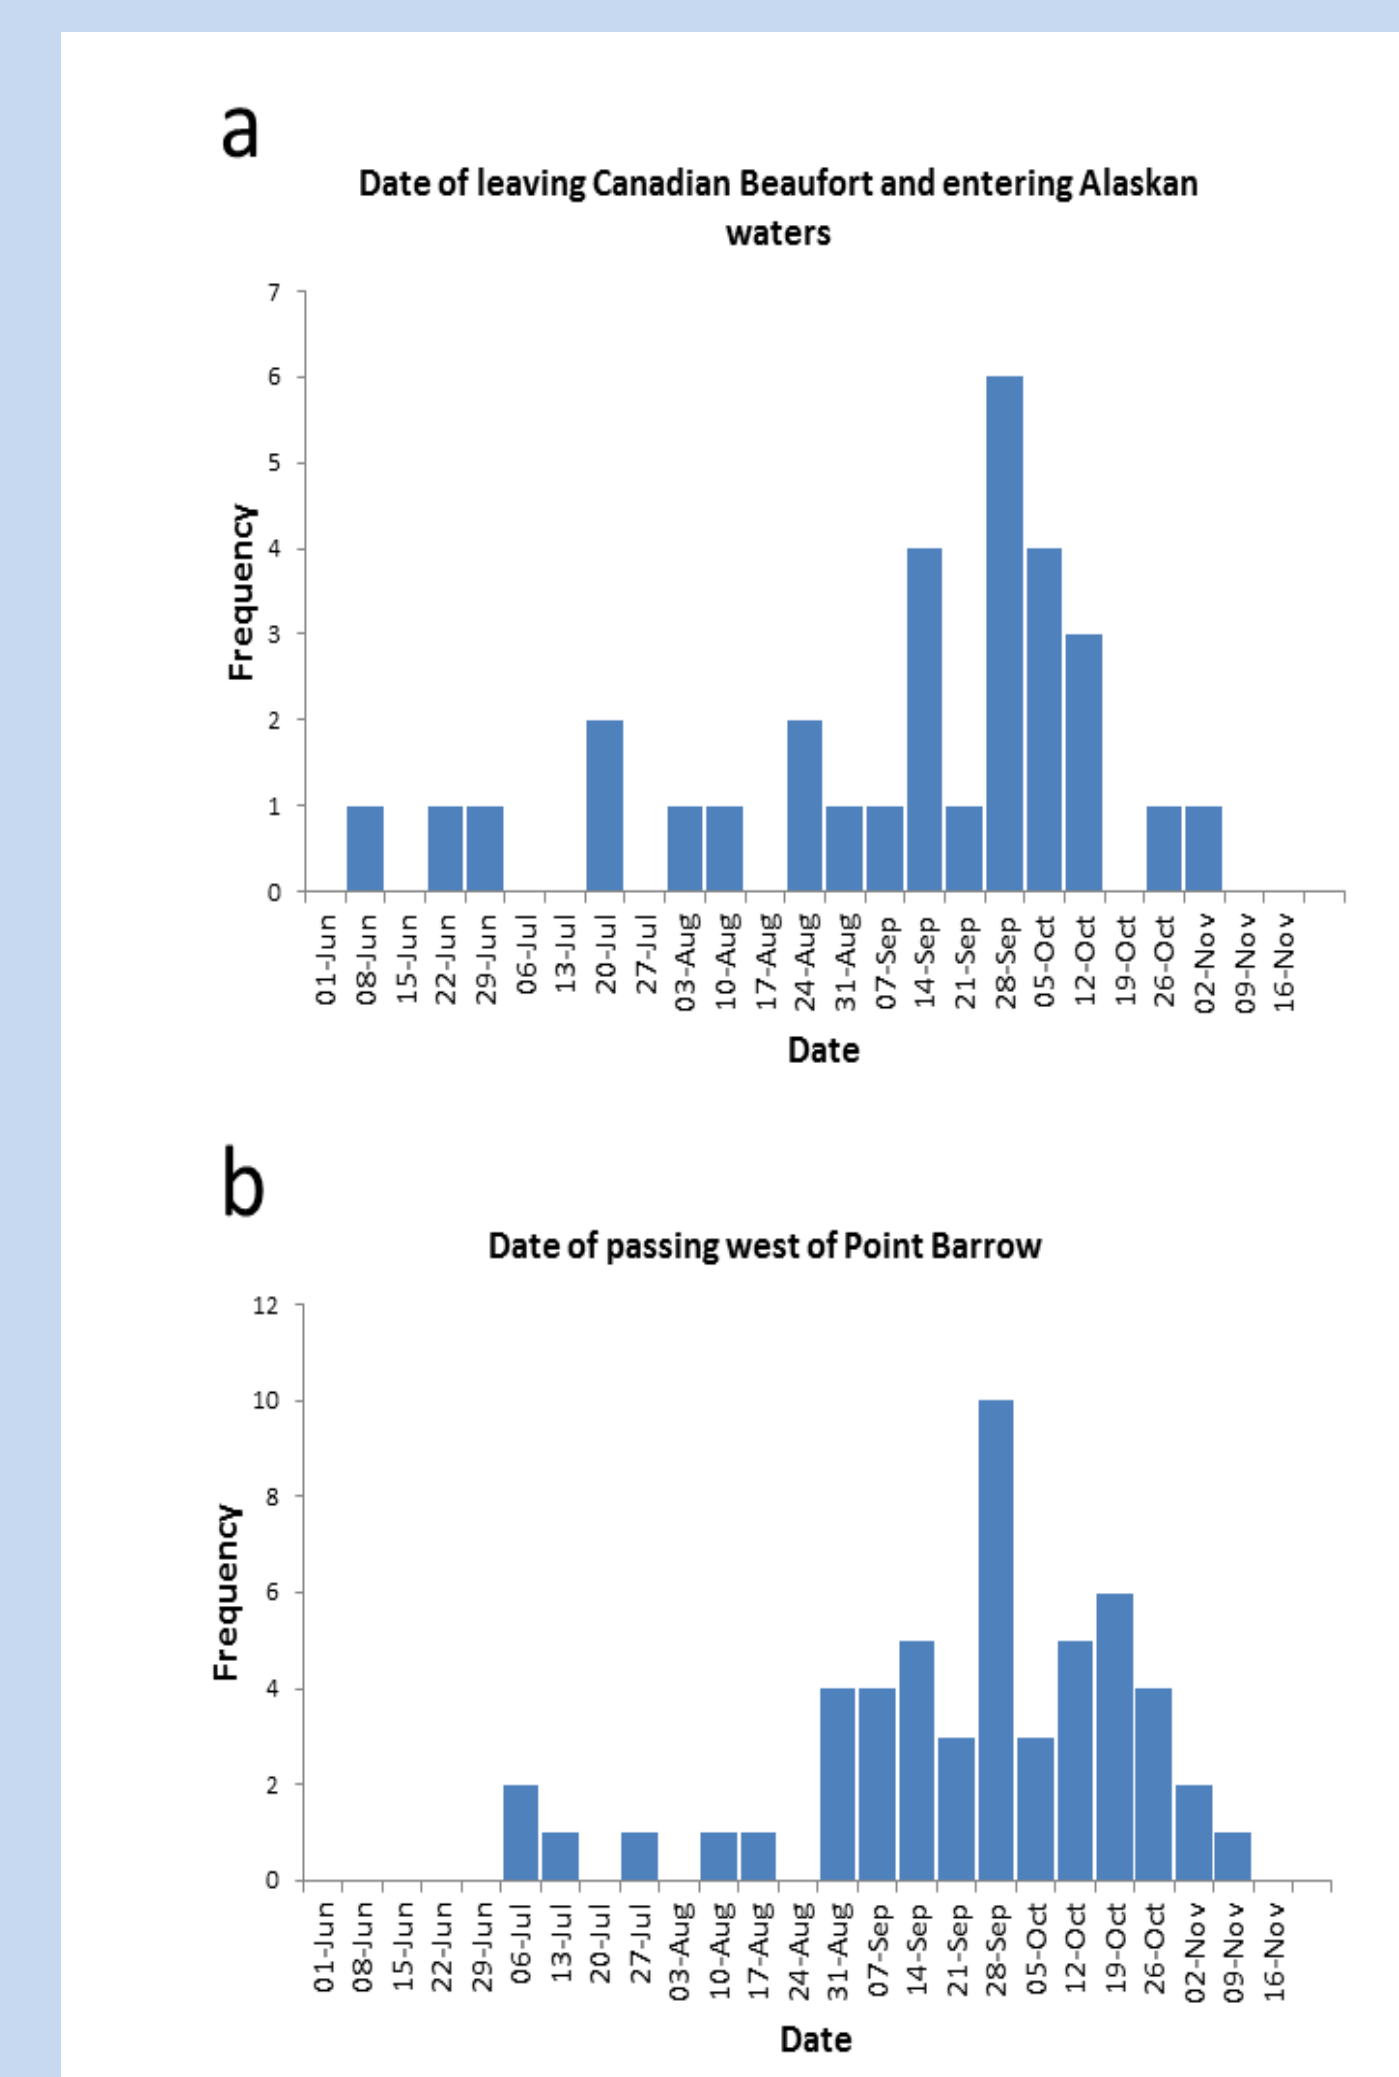 a
Date of leaving Canadian Beaufort and entering Alaskan
waters
7
6
5
4
3
2
1
0
Frequency
01-Jun
08-Jun
15-Jun
22-Jun
29-Jun
06-Jul
13-Jul
20-Jul
27-Jul
03-Aug
10-Aug
17-Aug
24-Aug
31-Aug
07-Sep
14-Sep
21-Sep
28-Sep
05-Oct
12-Oct
19-Oct
26-Oct
02-Nov
09-Nov
16-Nov
Date
b
Date of passing west of Point Barrow
12
10
8
6
4
2
0
Frequency
01-Jun
08-Jun
15-Jun
22-Jun
29-Jun
06-Jul
13-Jul
20-Jul
27-Jul
03-Aug
10-Aug
17-Aug
24-Aug
31-Aug
07-Sep
14-Sep
21-Sep
28-Sep
05-Oct
12-Oct
19-Oct
26-Oct
02-Nov
09-Nov
16-Nov
Date